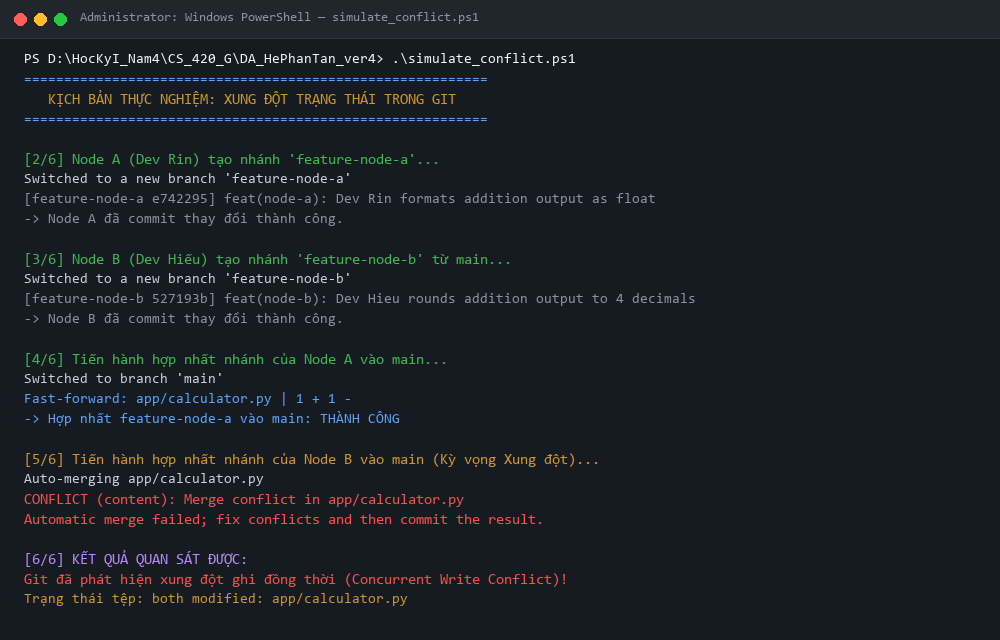 Administrator: Windows PowerShell — simulate_conflict.ps1
PS D:\HocKyI_Nam4\CS_420_G\DA_HePhanTan_ver4> .\simulate_conflict.ps1
==========================================================
KỊCH BẢN THỰC NGHIỆM: XUNG ĐỘT TRẠNG THÁI TRONG GIT
==========================================================
[2/6] Node A (Dev Rin) tạo nhánh 'feature-node-a'...
Switched to a new branch 'feature-node-a'
[feature-node-a e742295] feat(node-a): Dev Rin formats addition output as float
-> Node A đã commit thay đổi thành công.
[3/6] Node B (Dev Hiếu) tạo nhánh 'feature-node-b' từ main...
Switched to a new branch 'feature-node-b'
[feature-node-b 527193b] feat(node-b): Dev Hieu rounds addition output to 4 decimals
-> Node B đã commit thay đổi thành công.
[4/6] Tiến hành hợp nhất nhánh của Node A vào main...
Switched to branch 'main'
Fast-forward: app/calculator.py | 1 + 1 -
-> Hợp nhất feature-node-a vào main: THÀNH CÔNG
[5/6] Tiến hành hợp nhất nhánh của Node B vào main (Kỳ vọng Xung đột)...
Auto-merging app/calculator.py
CONFLICT (content): Merge conflict in app/calculator.py
Automatic merge failed; fix conflicts and then commit the result.
[6/6] KẾT QUẢ QUAN SÁT ĐƯỢC:
Git đã phát hiện xung đột ghi đồng thời (Concurrent Write Conflict)!
Trạng thái tệp: both modified: app/calculator.py